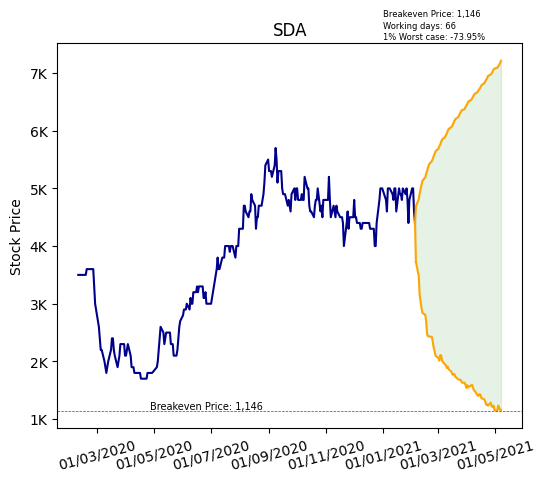 Breakeven Price: 1,146
Working days: 66
1% Worst case: -73.95%
SDA
7K
6K
5K
4K
3K
2K
1K
Stock Price
Breakeven Price: 1,146
01/03/2020
01/05/2020
01/07/2020
01/09/2020
01/11/2020
01/01/2021
01/03/2021
01/05/2021